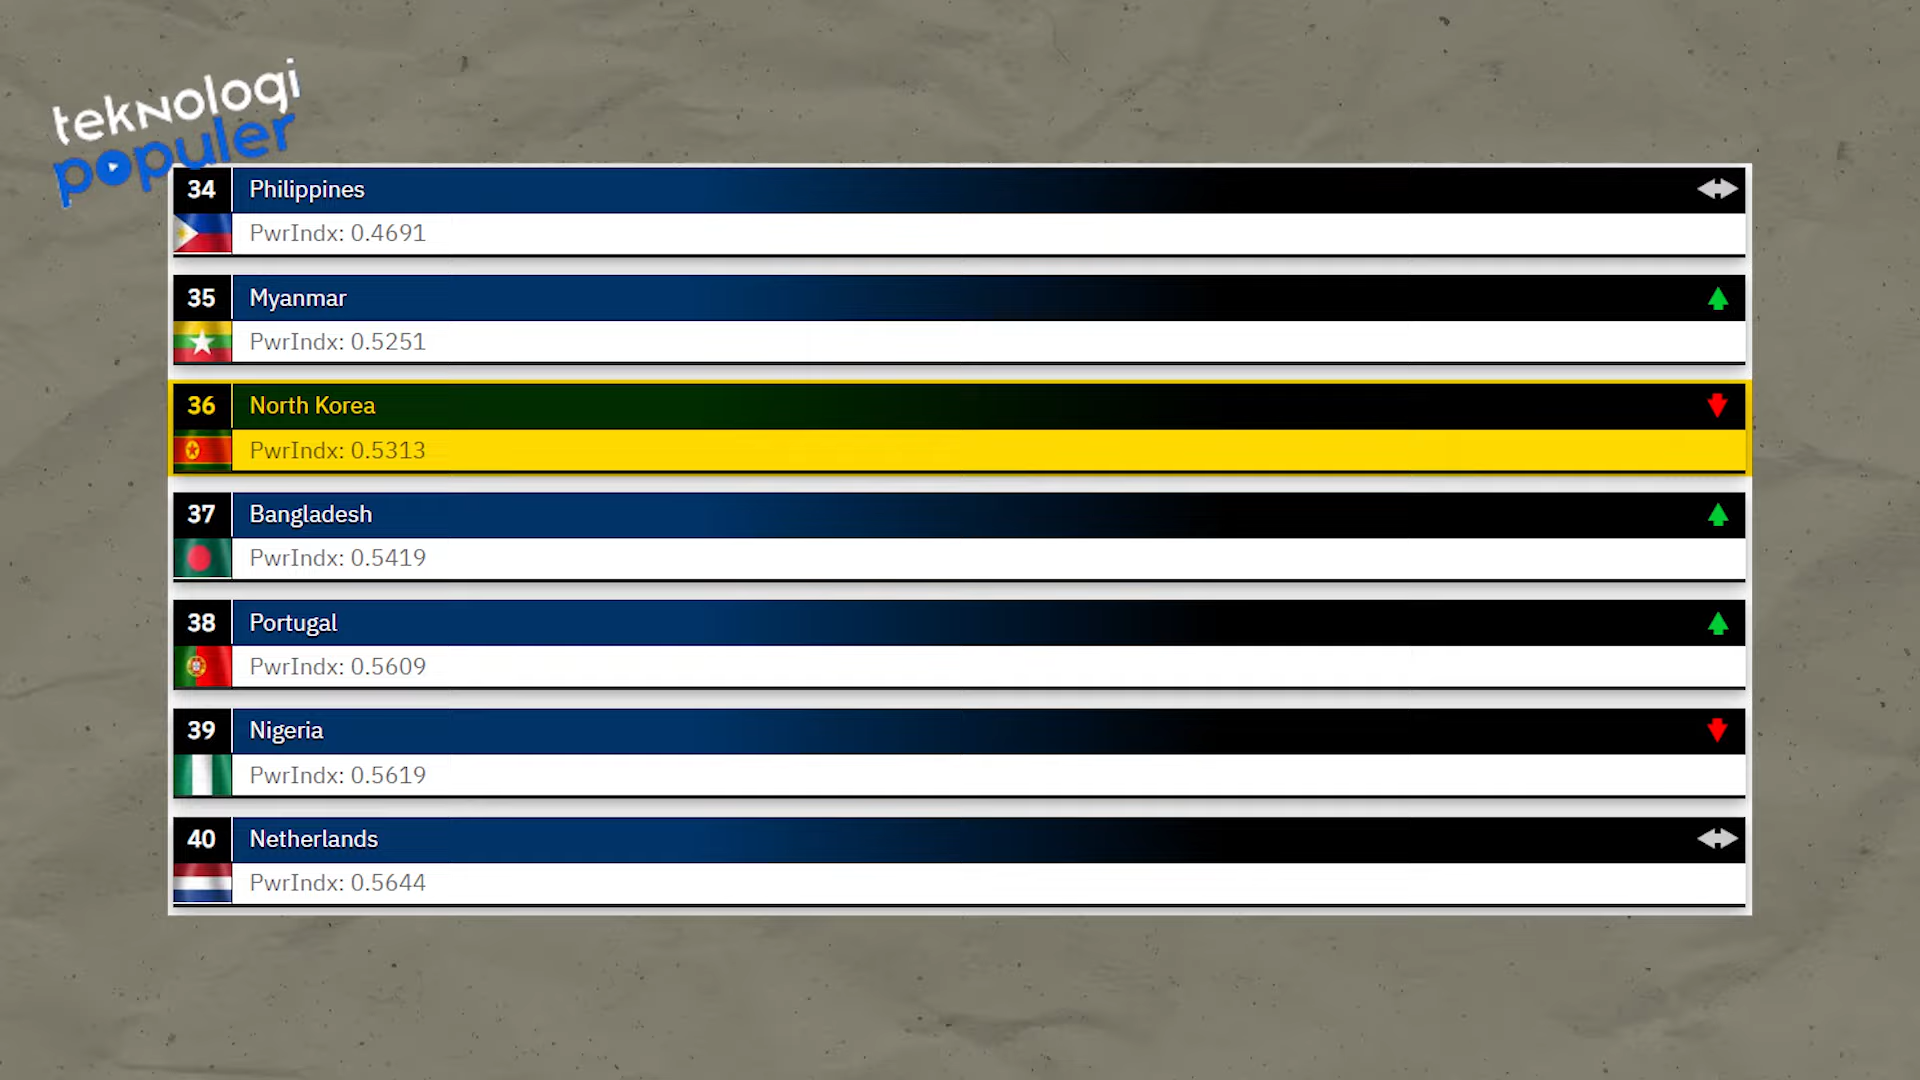 teknologi
populer
34 Philippines
PwrIndx: 0.4691
35 Myanmar
PwrIndx: 0.5251
36 North Korea
PwrIndx: 0.5313
37 Bangladesh
PwrIndx: 0.5419
38 Portugal
PwrIndx: 0.5609
39 Nigeria
PwrIndx: 0.5619
40 Netherlands
PwrIndx: 0.5644